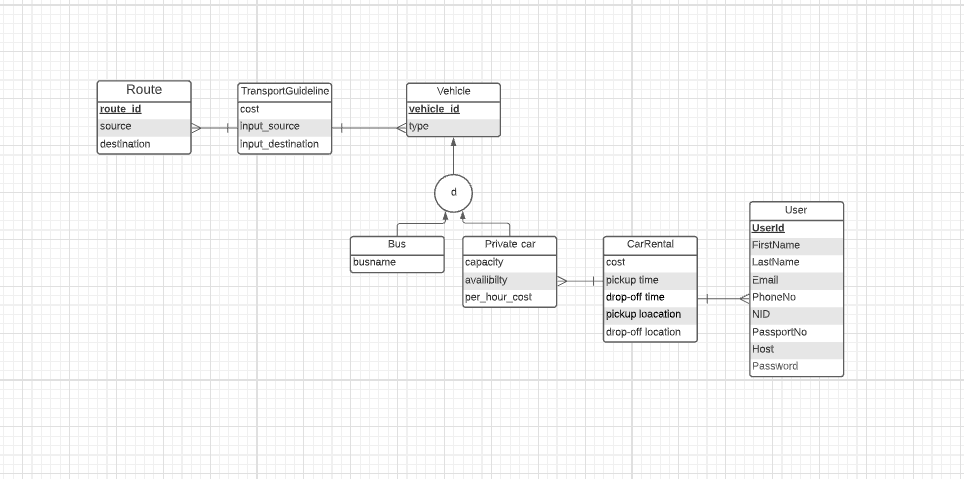 Route
route_id
source
destination
TransportGuideline
cost
input_source
input_destination
Vehicle
vehicle_id
type
d
Bus
busname
Private car
capacity
availibilty
per_hour_cost
CarRental
cost
pickup time
drop-off time
pickup loacation
drop-off location
User
UserId
FirstName
LastName
Email
PhoneNo
NID
PassportNo
Host
Password